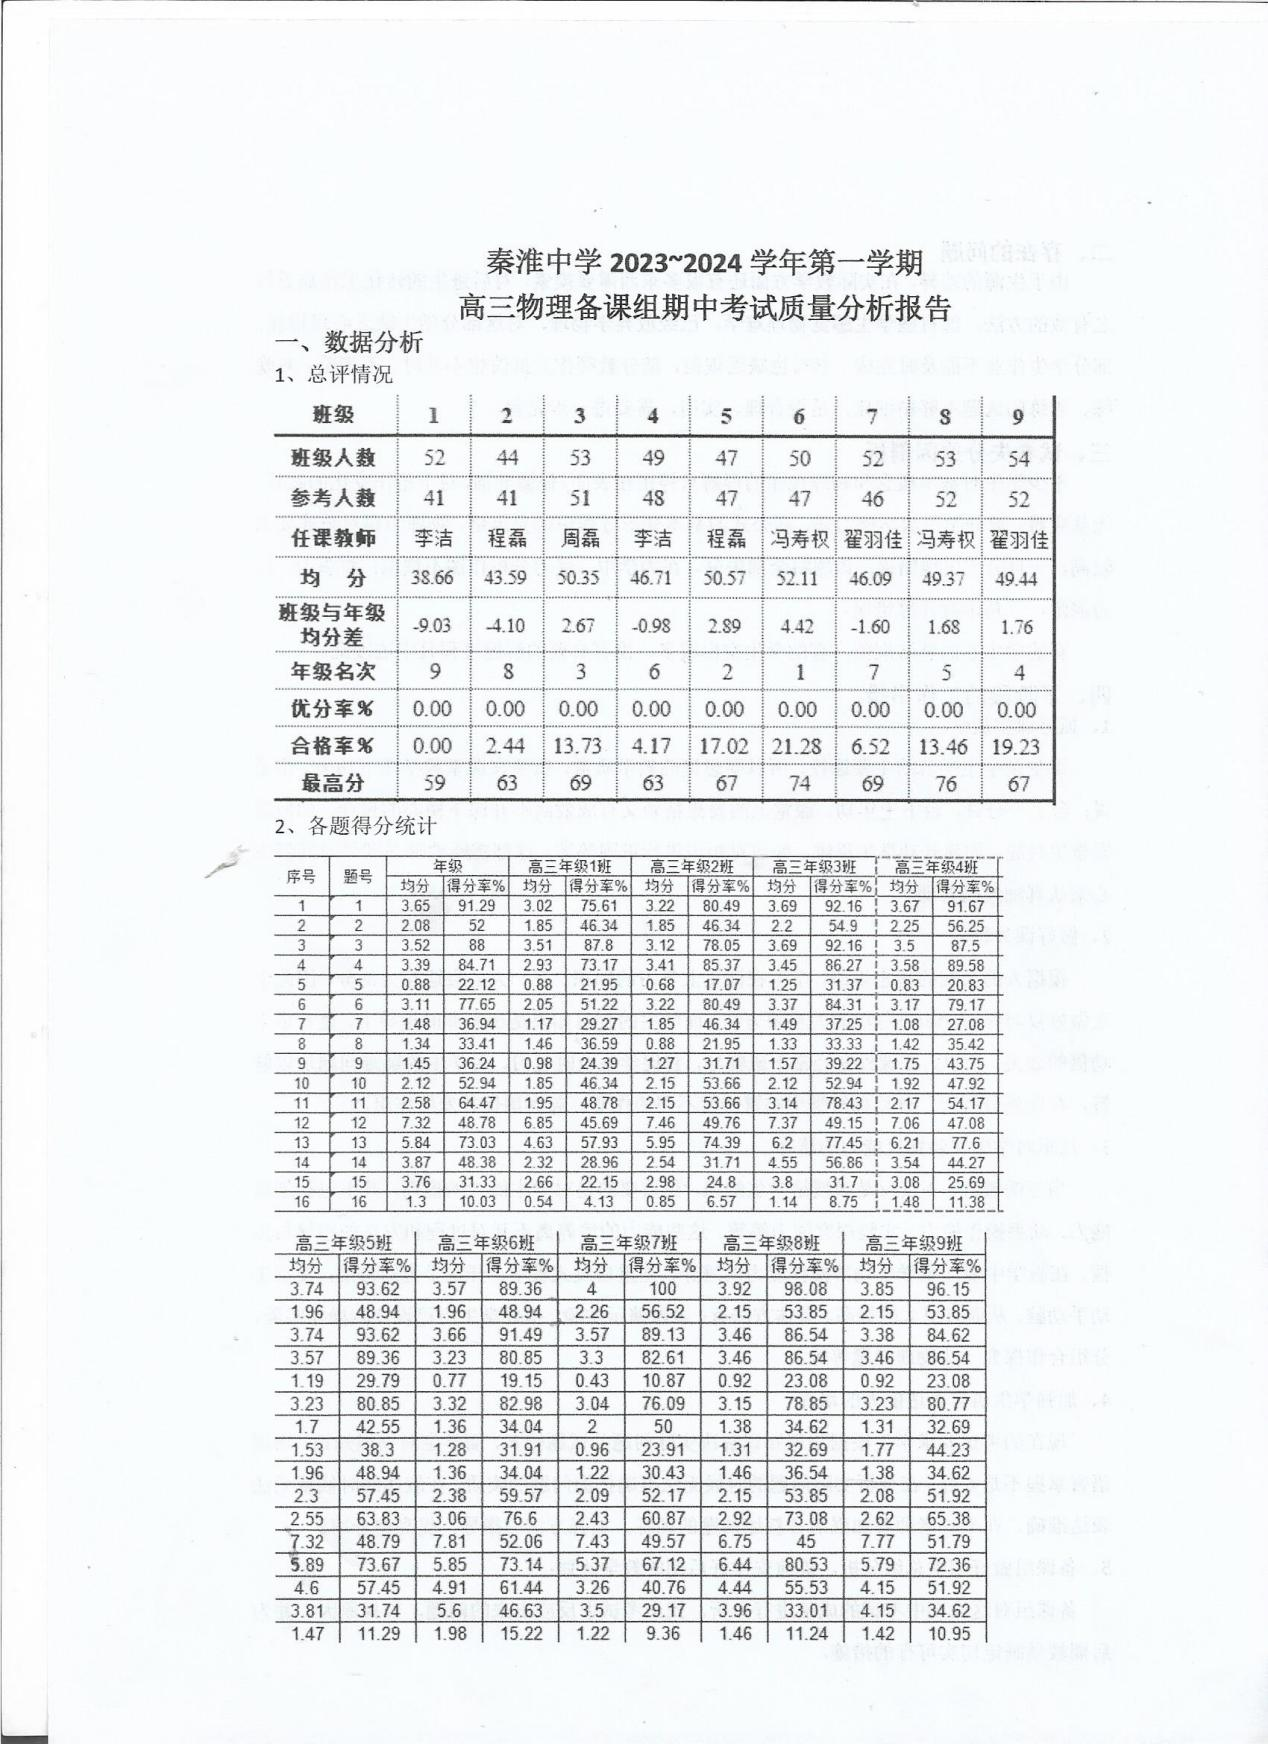 秦淮中学 2023~2024 学年第一学期
高三物理备课组期中考试质量分析报告
一、数据分析
1、总评情况
班级 1 2 3 4 5 6 7 8 9
班级人数 52 44 53 49 47 50 52 53 54
参考人数 41 41 51 48 47 47 46 52 52
任课教师 李洁 程磊 周磊 李洁 程磊 冯寿权 翟羽佳 冯寿权 翟羽佳
均 分 38.66 43.59 50.35 46.71 50.57 52.11 46.09 49.37 49.44
班级与年级
均分差 -9.03 -4.10 2.67 -0.98 2.89 4.42 -1.60 1.68 1.76
年级名次 9 8 3 6 2 1 7 5 4
优分率% 0.00 0.00 0.00 0.00 0.00 0.00 0.00 0.00 0.00
合格率% 0.00 2.44 13.73 4.17 17.02 21.28 6.52 13.46 19.23
最高分 59 63 69 63 67 74 69 76 67
2、各题得分统计
序号 题号 年级 高三年级1班 高三年级2班 高三年级3班 高三年级4班
均分 得分率% 均分 得分率% 均分 得分率% 均分 得分率% 均分 得分率%
1 1 3.65 91.29 3.02 75.61 3.22 80.49 3.69 92.16 3.67 91.67
2 2 2.08 52 1.85 46.34 1.85 46.34 2.2 54.9 2.25 56.25
3 3 3.52 88 3.51 87.8 3.12 78.05 3.69 92.16 3.5 87.5
4 4 3.39 84.71 2.93 73.17 3.41 85.37 3.45 86.27 3.58 89.58
5 5 0.88 22.12 0.88 21.95 0.68 17.07 1.25 31.37 0.83 20.83
6 6 3.11 77.65 2.05 51.22 3.22 80.49 3.37 84.31 3.17 79.17
7 7 1.48 36.94 1.17 29.27 1.85 46.34 1.49 37.25 1.08 27.08
8 8 1.34 33.41 1.46 36.59 0.88 21.95 1.33 33.33 1.42 35.42
9 9 1.45 36.24 0.98 24.39 1.27 31.71 1.57 39.22 1.75 43.75
10 10 2.12 52.94 1.85 46.34 2.15 53.66 2.12 52.94 1.92 47.92
11 11 2.58 64.47 1.95 48.78 2.15 53.66 3.14 78.43 2.17 54.17
12 12 7.32 48.78 6.85 45.69 7.46 49.76 7.37 49.15 7.06 47.08
13 13 5.84 73.03 4.63 57.93 5.95 74.39 6.2 77.45 6.21 77.6
14 14 3.87 48.38 2.32 28.96 2.54 31.71 4.55 56.86 3.54 44.27
15 15 3.76 31.33 2.66 22.15 2.98 24.8 3.8 31.7 3.08 25.69
16 16 1.3 10.03 0.54 4.13 0.85 6.57 1.14 8.75 1.48 11.38
高三年级5班 高三年级6班 高三年级7班 高三年级8班 高三年级9班
均分 得分率% 均分 得分率% 均分 得分率% 均分 得分率% 均分 得分率%
3.74 93.62 3.57 89.36 4 100 3.92 98.08 3.85 96.15
1.96 48.94 1.96 48.94 2.26 56.52 2.15 53.85 2.15 53.85
3.74 93.62 3.66 91.49 3.57 89.13 3.46 86.54 3.38 84.62
3.57 89.36 3.23 80.85 3.3 82.61 3.46 86.54 3.46 86.54
1.19 29.79 0.77 19.15 0.43 10.87 0.92 23.08 0.92 23.08
3.23 80.85 3.32 82.98 3.04 76.09 3.15 78.85 3.23 80.77
1.7 42.55 1.36 34.04 2 50 1.38 34.62 1.31 32.69
1.53 38.3 1.28 31.91 0.96 23.91 1.31 32.69 1.77 44.23
1.96 48.94 1.36 34.04 1.22 30.43 1.46 36.54 1.38 34.62
2.3 57.45 2.38 59.57 2.09 52.17 2.15 53.85 2.08 51.92
2.55 63.83 3.06 76.6 2.43 60.87 2.92 73.08 2.62 65.38
7.32 48.79 7.81 52.06 7.43 49.57 6.75 45 7.77 51.79
5.89 73.67 5.85 73.14 5.37 67.12 6.44 80.53 5.79 72.36
4.6 57.45 4.91 61.44 3.26 40.76 4.44 55.53 4.15 51.92
3.81 31.74 5.6 46.63 3.5 29.17 3.96 33.01 4.15 34.62
1.47 11.29 1.98 15.22 1.22 9.36 1.46 11.24 1.42 10.95